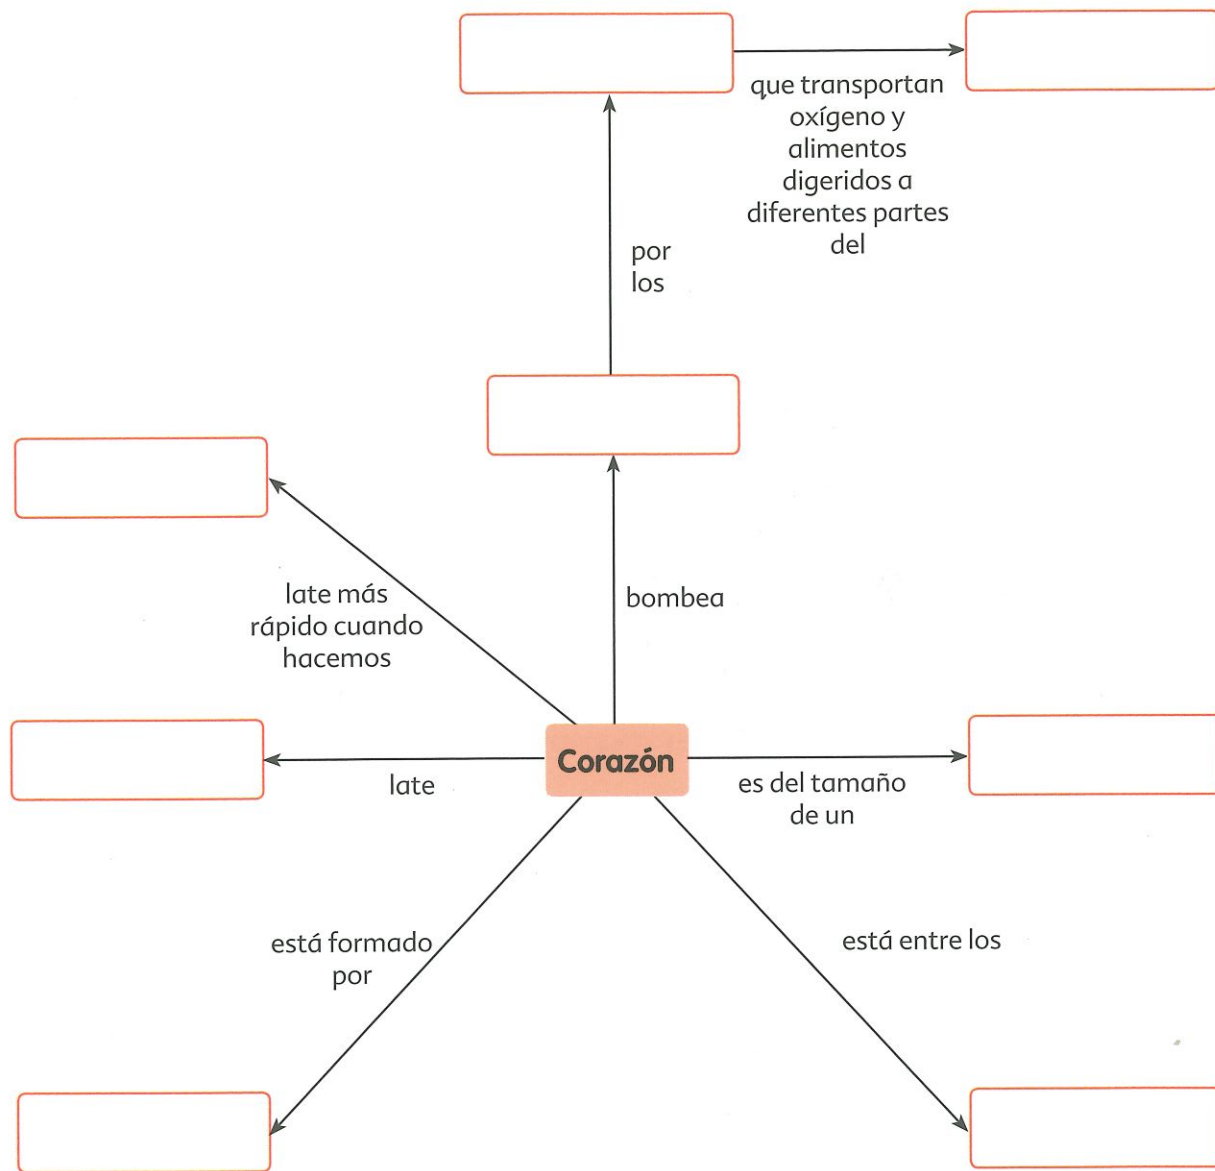 que transportan
oxígeno y
alimentos
digeridos a
diferentes partes
del
por
los
late más
rápido cuando
hacemos
bombea
Corazón
late
es del tamaño
de un
está formado
por
está entre los